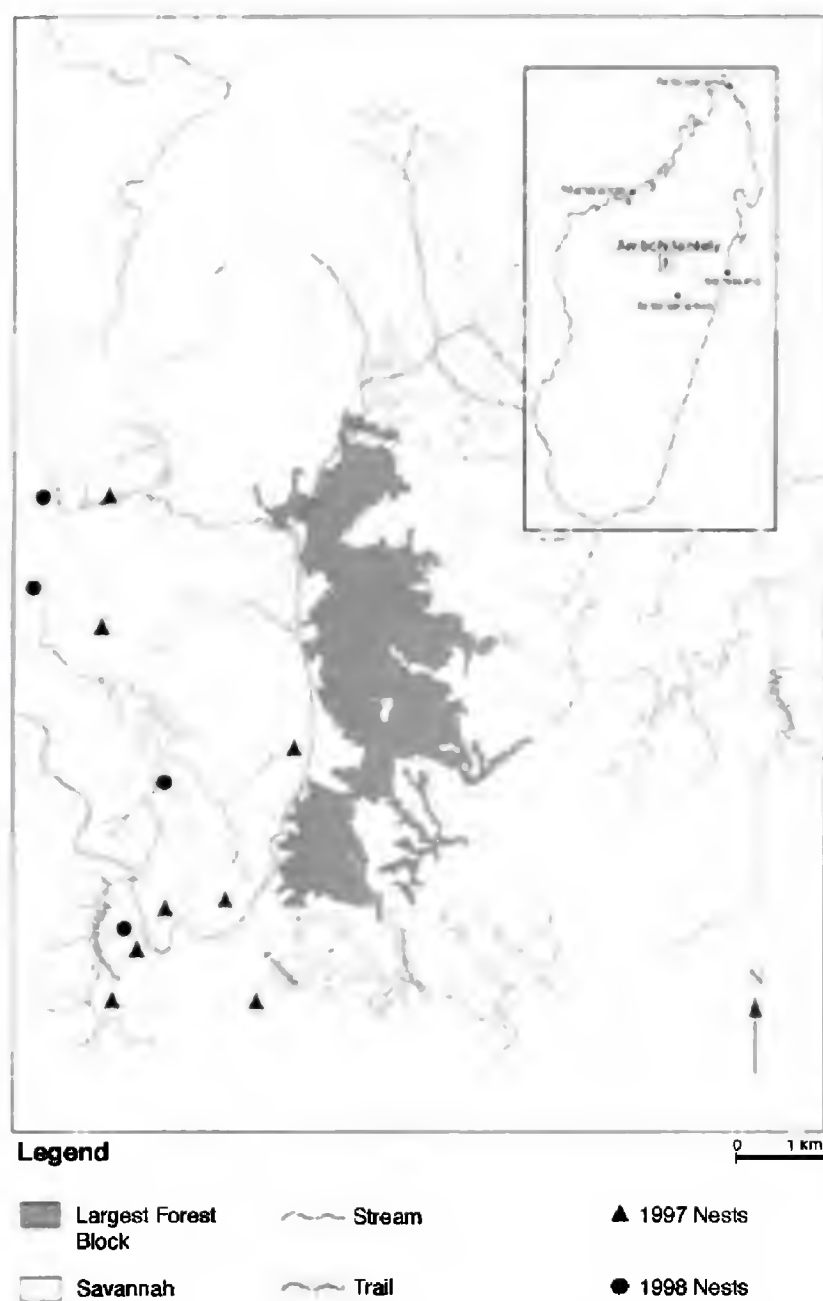 0 1 km
Legend
Largest Forest Block
Stream
1997 Nests
Savannah
Trail
1998 Nests